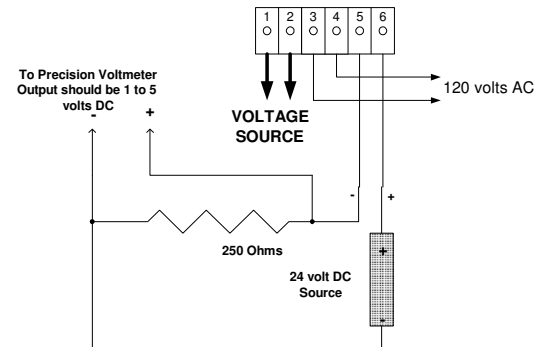 1 2 3 4 5 6
To Precision Voltmeter
Output should be 1 to 5
volts DC
- +
VOLTAGE
SOURCE
120 volts AC
- +
250 Ohms
+
24 volt DC
Source
-